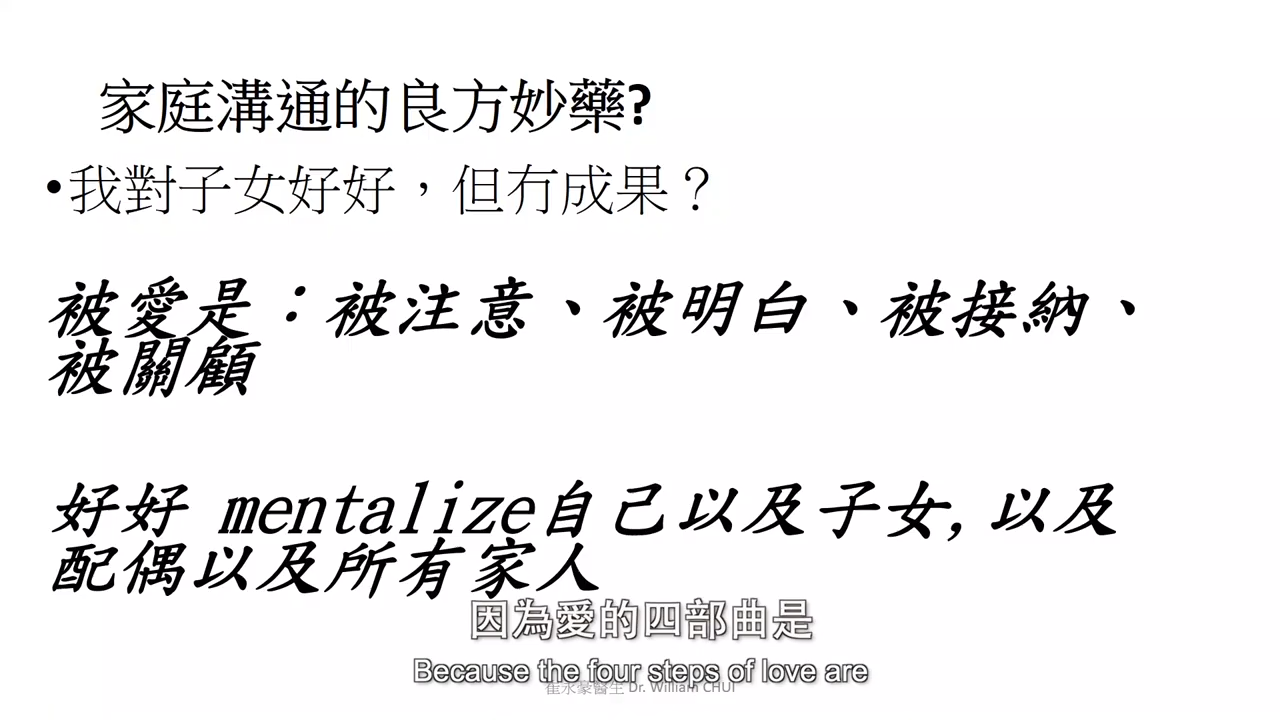 家庭溝通的良方妙藥?
•我對子女好好，但冇成果？
被愛是：被注意、被明白、被接納、
被關顧
好好 mentalize自己以及子女,以及
配偶以及所有家人
因為愛的四部曲是
Because the four steps of love are
崔永豪醫生 Dr. William CHUI